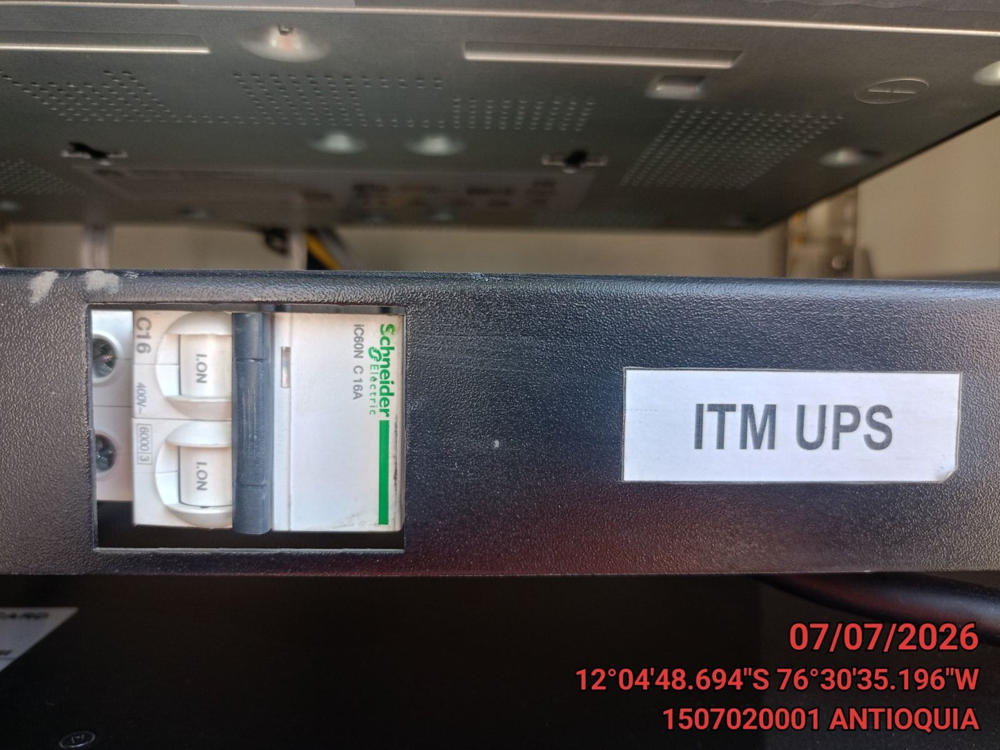 Schneider
Electric
iC60N C 16A
I.ON
I.ON
C16
400V~
6000 3
ITM UPS
07/07/2026
12°04'48.694"S 76°30'35.196"W
1507020001 ANTIOQUIA